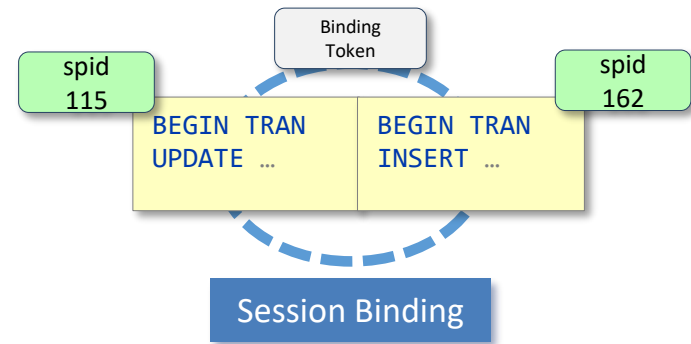 Binding
Token
spid
115
spid
162
BEGIN TRAN
UPDATE …
BEGIN TRAN
INSERT …
Session Binding